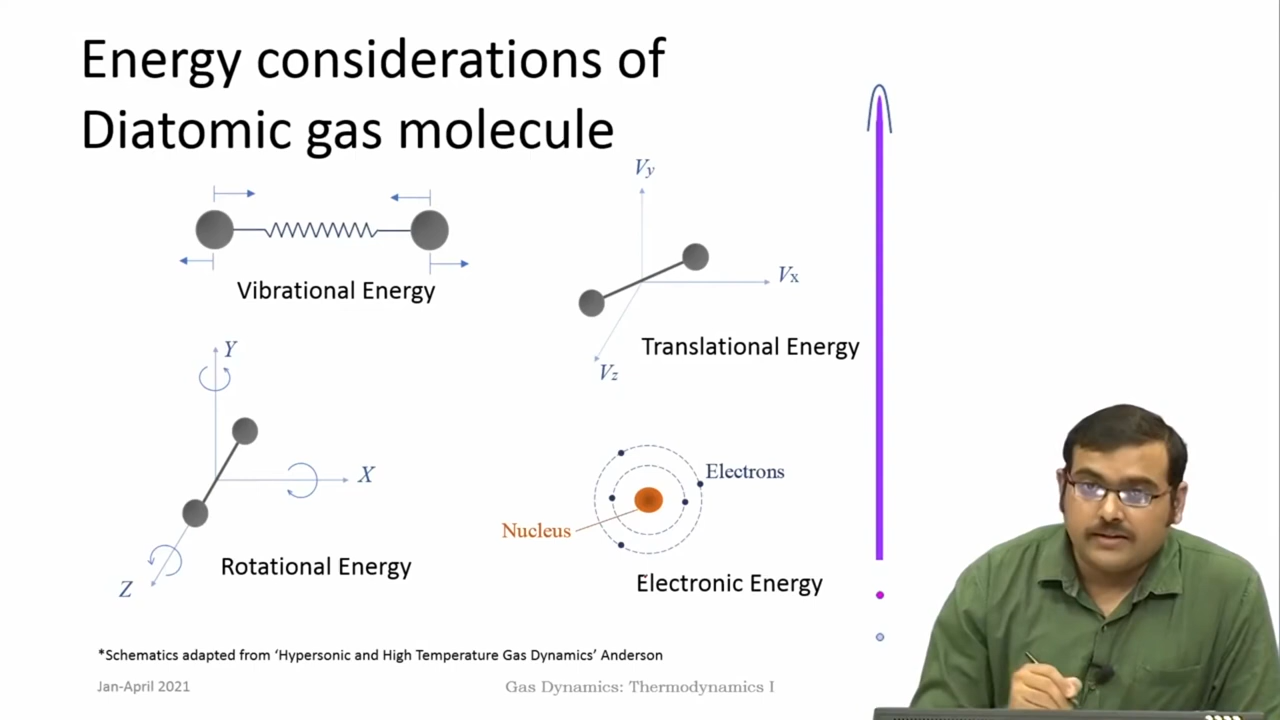 Energy considerations of
Diatomic gas molecule
Vibrational Energy
Vy
Vx
Vz
Translational Energy
Y
X
Z
Rotational Energy
Electrons
Nucleus
Electronic Energy
*Schematics adapted from ‘Hypersonic and High Temperature Gas Dynamics’ Anderson
Jan-April 2021
Gas Dynamics: Thermodynamics I